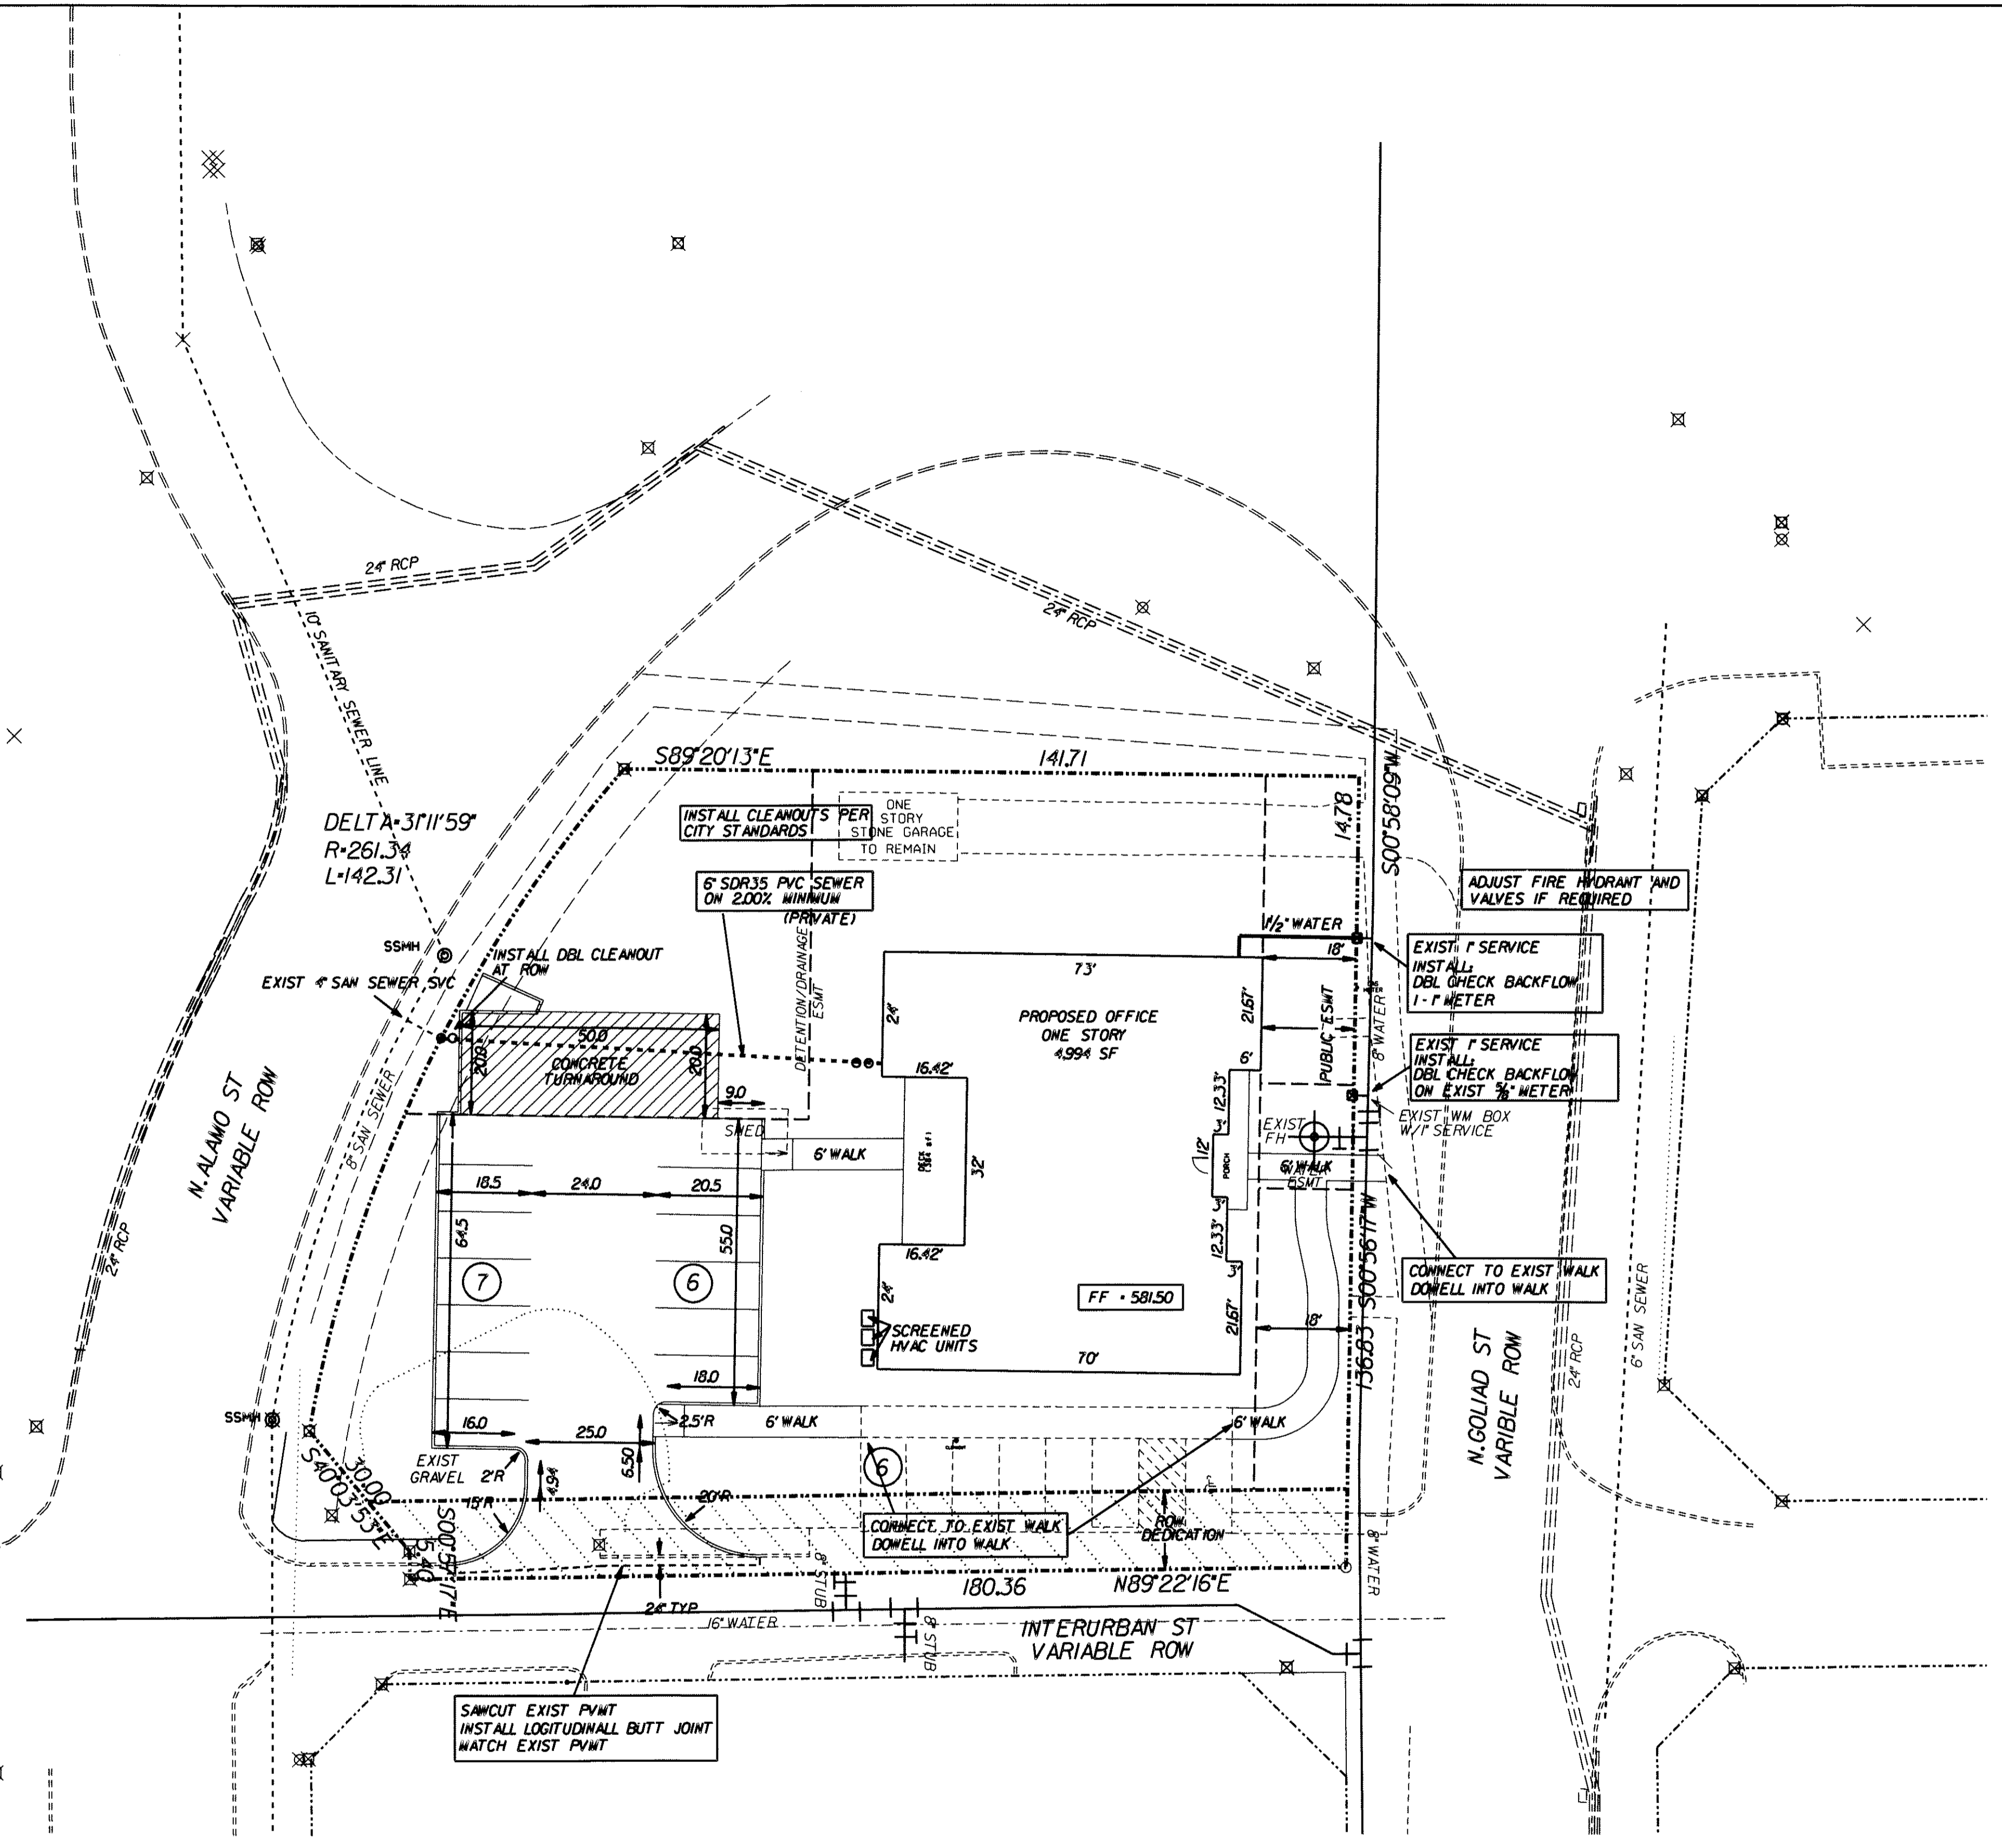 24" RCP
24" RCP
10" SANITARY SEWER LINE
S89°20'13"E
141.71
14.78
S00°58'09"W
DELTA=31°11'59"
R=261.34
L=142.31
INSTALL CLEANOUTS PER
CITY STANDARDS
ONE
STORY
STONE GARAGE
TO REMAIN
6" SDR35 PVC SEWER
ON 2.00% MINIMUM
(PRIVATE)
ADJUST FIRE HYDRANT AND
VALVES IF REQUIRED
1 1/2" WATER
18'
SSMH
INSTALL DBL CLEANOUT
AT ROW
EXIST 4" SAN SEWER SVC
DETENTION/DRAINAGE
ESMT
73'
24'
PROPOSED OFFICE
ONE STORY
4,994 SF
21.67'
PUBLIC ESMT
8" WATER
EXIST 1" SERVICE
INSTALL:
DBL CHECK BACKFLOW
1 - 1" METER
EXIST 1" SERVICE
INSTALL:
DBL CHECK BACKFLOW
ON EXIST 5/8" METER
EXIST WM BOX
W/1" SERVICE
50.0
20.0
CONCRETE
TURNAROUND
20.0
9.0
16.42'
6'
12.33'
3'
12'
PORCH
3'
12.33'
3'
EXIST
FH
6' WALK
WATER
ESMT
N. ALAMO ST
VARIABLE ROW
8" SAN SEWER
SHED
6' WALK
DECK
32'
18.5
24.0
20.5
64.5
55.0
7
6
16.42'
24'
SCREENED
HVAC UNITS
FF = 581.50
21.67'
18'
70'
136.83
S00°56'17"W
CONNECT TO EXIST WALK
DOWELL INTO WALK
N. GOLIAD ST
VARIBLE ROW
24" RCP
6" SAN SEWER
24" RCP
18.0
SSMH
16.0
25.0
2.5'R
6' WALK
6' WALK
EXIST
GRAVEL
2'R
4.94
6.50
6
15'R
20'R
30.00
S40°03'53"E
S00°57'17"E
5.40
CONNECT TO EXIST WALK
DOWELL INTO WALK
ROW
DEDICATION
8" STUB
180.36
N89°22'16"E
8" WATER
24" TYP
16" WATER
8" STUB
INTERURBAN ST
VARIABLE ROW
SAWCUT EXIST PVMT
INSTALL LOGITUDINALL BUTT JOINT
MATCH EXIST PVMT